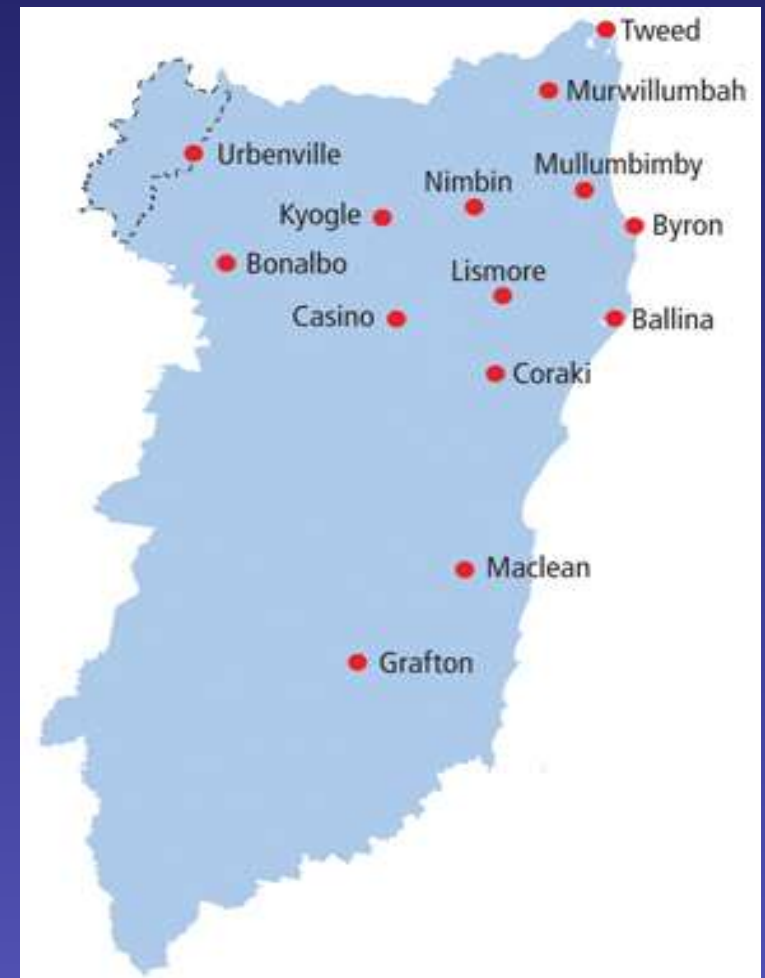 Tweed
Murwillumbah
Urbenville
Mullumbimby
Nimbin
Kyogle
Byron
Bonalbo
Lismore
Casino
Ballina
Coraki
Maclean
Grafton